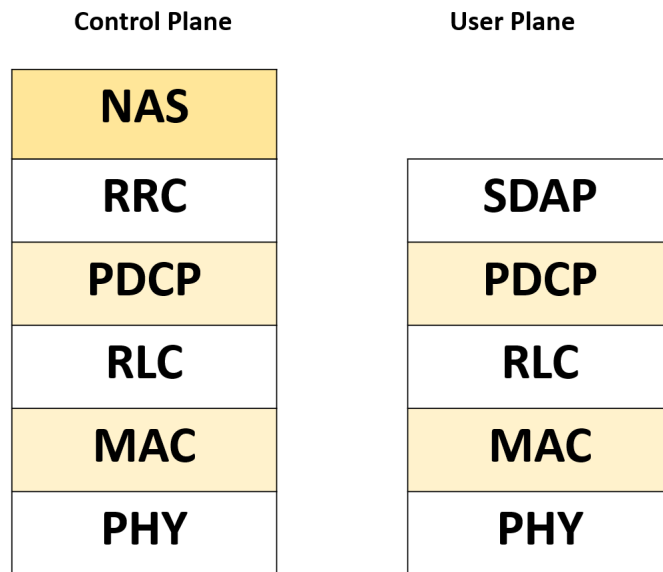 Control Plane
NAS
RRC
PDCP
RLC
MAC
PHY
User Plane
SDAP
PDCP
RLC
MAC
PHY